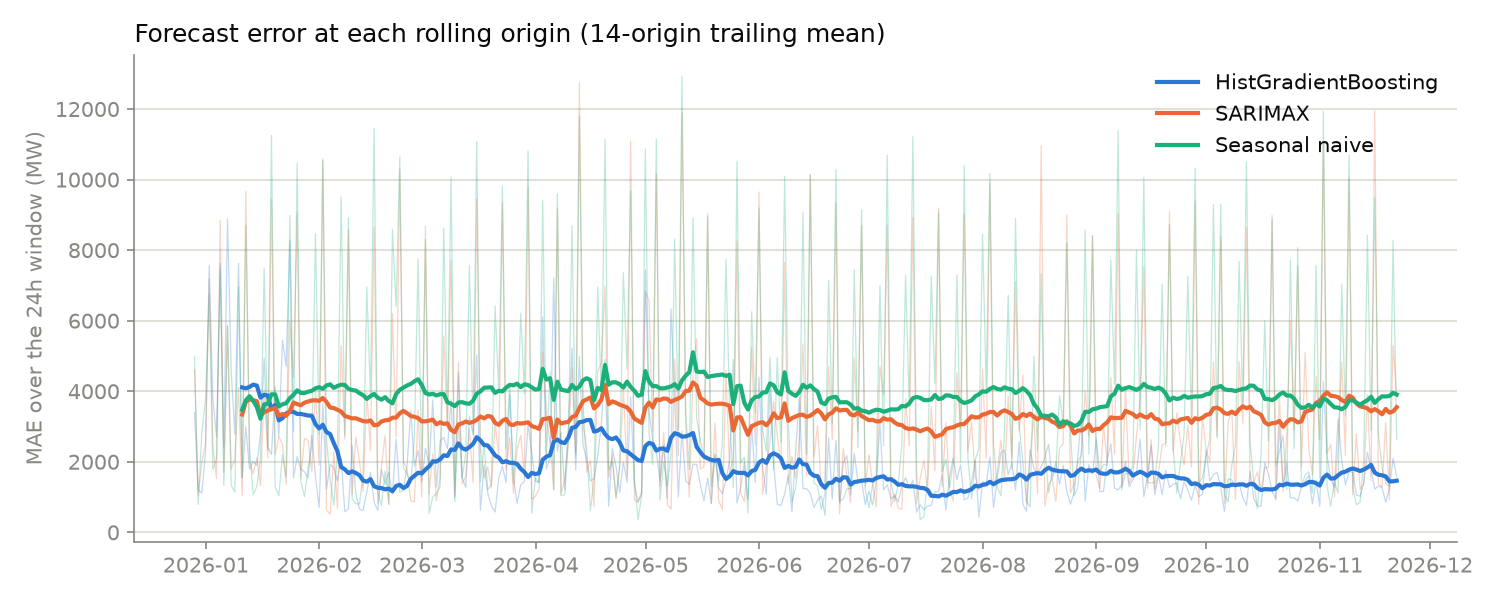 Forecast error at each rolling origin (14-origin trailing mean)
HistGradientBoosting
SARIMAX
Seasonal naive
MAE over the 24h window (MW)
12000
10000
8000
6000
4000
2000
0
2026-01 2026-02 2026-03 2026-04 2026-05 2026-06 2026-07 2026-08 2026-09 2026-10 2026-11 2026-12